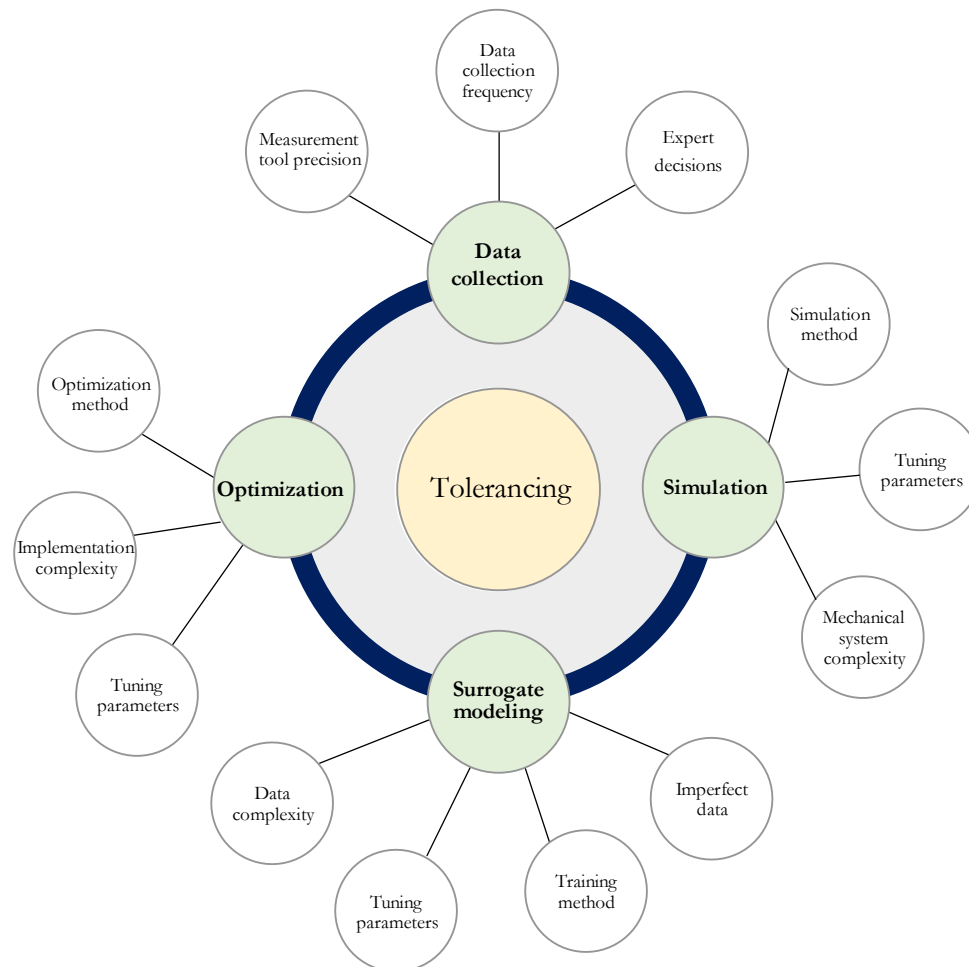 Data
collection
frequency
Measurement
tool precision
Expert
decisions
Data
collection
Simulation
method
Optimization
method
Optimization
Tolerancing
Simulation
Tuning
parameters
Implementation
complexity
Mechanical
system
complexity
Tuning
parameters
Surrogate
modeling
Data
complexity
Imperfect
data
Tuning
parameters
Training
method